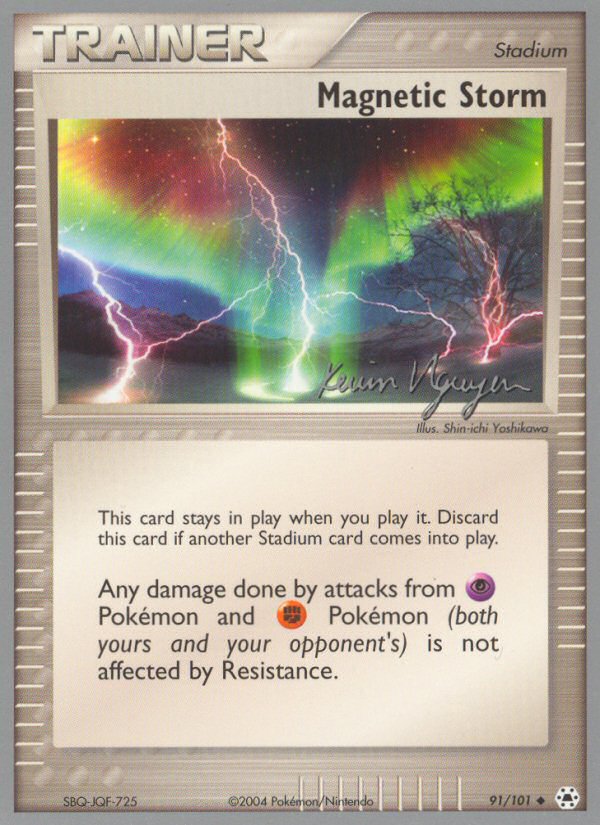 TRAINER
Stadium
Magnetic Storm
Kevin Nguyen
Illus. Shin-ichi Yoshikawa
This card stays in play when you play it. Discard
this card if another Stadium card comes into play.
Any damage done by attacks from
Pokémon and Pokémon (both
yours and your opponent's) is not
affected by Resistance.
SBQ-JQF-725
©2004 Pokémon/Nintendo
91/101